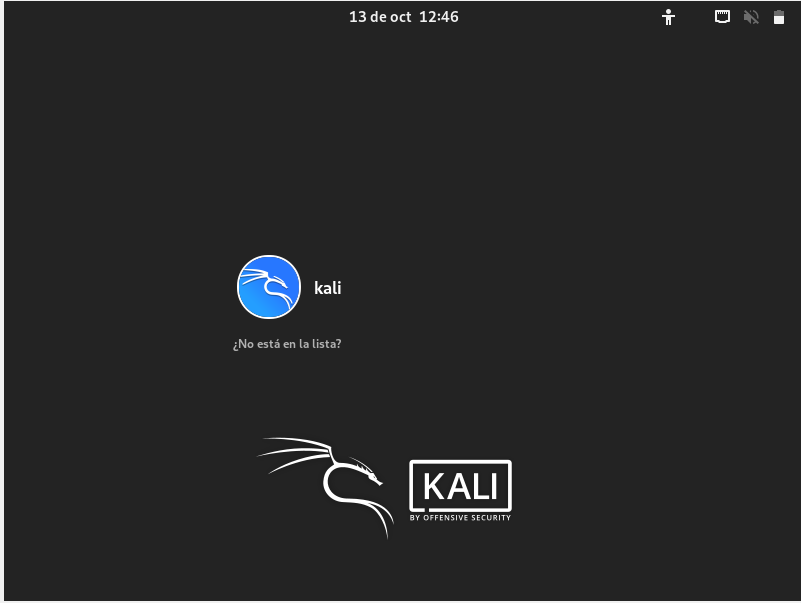 13 de oct 12:46
kali
¿No está en la lista?
KALI
BY OFFENSIVE SECURITY